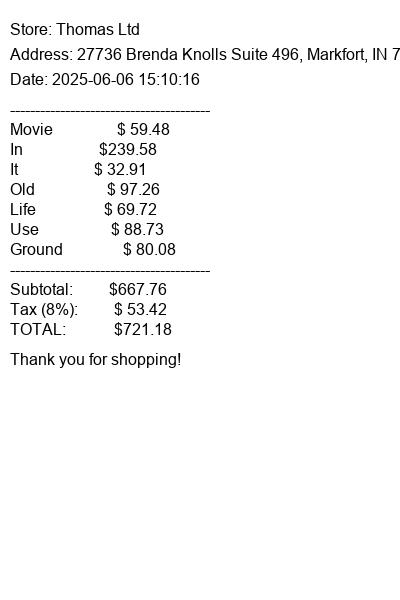 Store: Thomas Ltd
Address: 27736 Brenda Knolls Suite 496, Markfort, IN 7
Date: 2025-06-06 15:10:16
----------------------------------------
Movie $ 59.48
In $239.58
It $ 32.91
Old $ 97.26
Life $ 69.72
Use $ 88.73
Ground $ 80.08
----------------------------------------
Subtotal: $667.76
Tax (8%): $ 53.42
TOTAL: $721.18
Thank you for shopping!